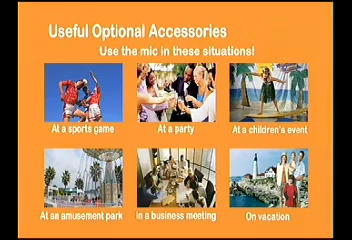 Useful Optional Accessories
Use the mic in these situations!
At a sports game
At a party
At a children's event
At an amusement park
In a business meeting
On vacation